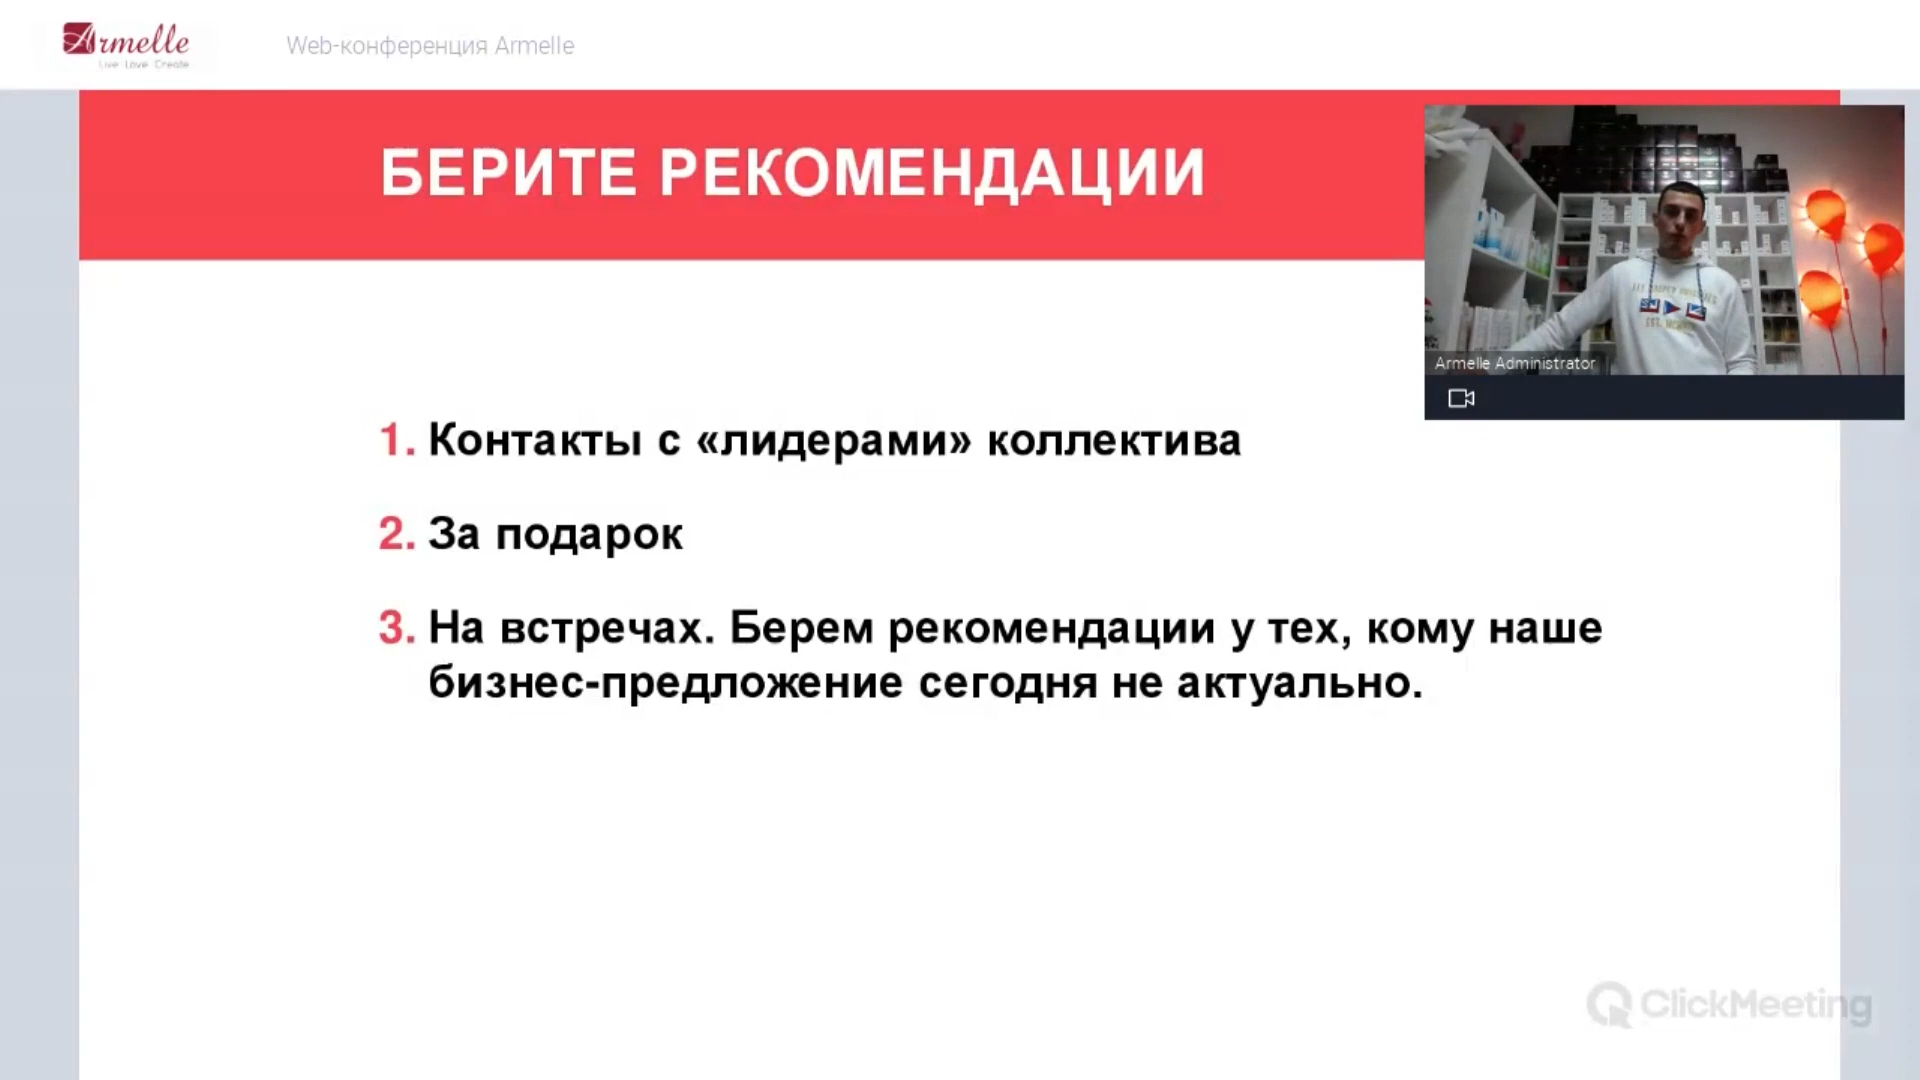 Armelle
Live Love Create
Web-конференция Armelle
БЕРИТЕ РЕКОМЕНДАЦИИ
Armelle Administrator
1. Контакты с «лидерами» коллектива
2. За подарок
3. На встречах. Берем рекомендации у тех, кому наше
бизнес-предложение сегодня не актуально.
ClickMeeting